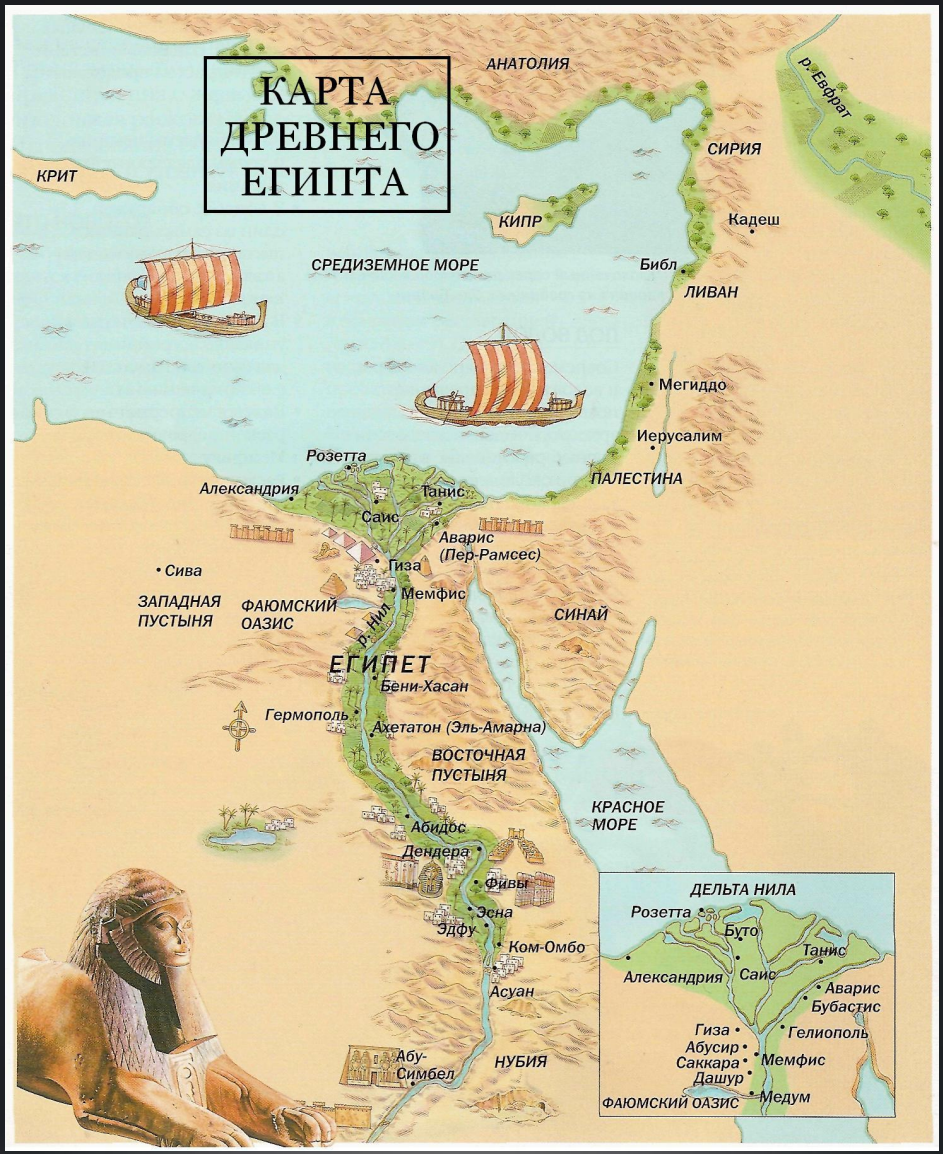 АНАТОЛИЯ
р. Евфрат
КАРТА
ДРЕВНЕГО
ЕГИПТА
СИРИЯ
КРИТ
КИПР
Кадеш
СРЕДИЗЕМНОЕ МОРЕ
Библ
ЛИВАН
Мегиддо
Иерусалим
Розетта
ПАЛЕСТИНА
Александрия
Танис
Саис
Аварис
(Пер-Рамсес)
Гиза
Сива
Мемфис
ЗАПАДНАЯ
ПУСТЫНЯ
ФАЮМСКИЙ
ОАЗИС
р. Нил
СИНАЙ
ЕГИПЕТ
Бени-Хасан
Гермополь
Ахетатон (Эль-Амарна)
ВОСТОЧНАЯ
ПУСТЫНЯ
КРАСНОЕ
МОРЕ
Абидос
Дендера
Фивы
Эсна
Эдфу
Ком-Омбо
Асуан
Абу-
Симбел
НУБИЯ
ДЕЛЬТА НИЛА
Розетта
Буто
Танис
Александрия
Саис
Аварис
Бубастис
Гиза
Гелиополь
Абусир
Саккара
Мемфис
Дашур
Медум
ФАЮМСКИЙ ОАЗИС